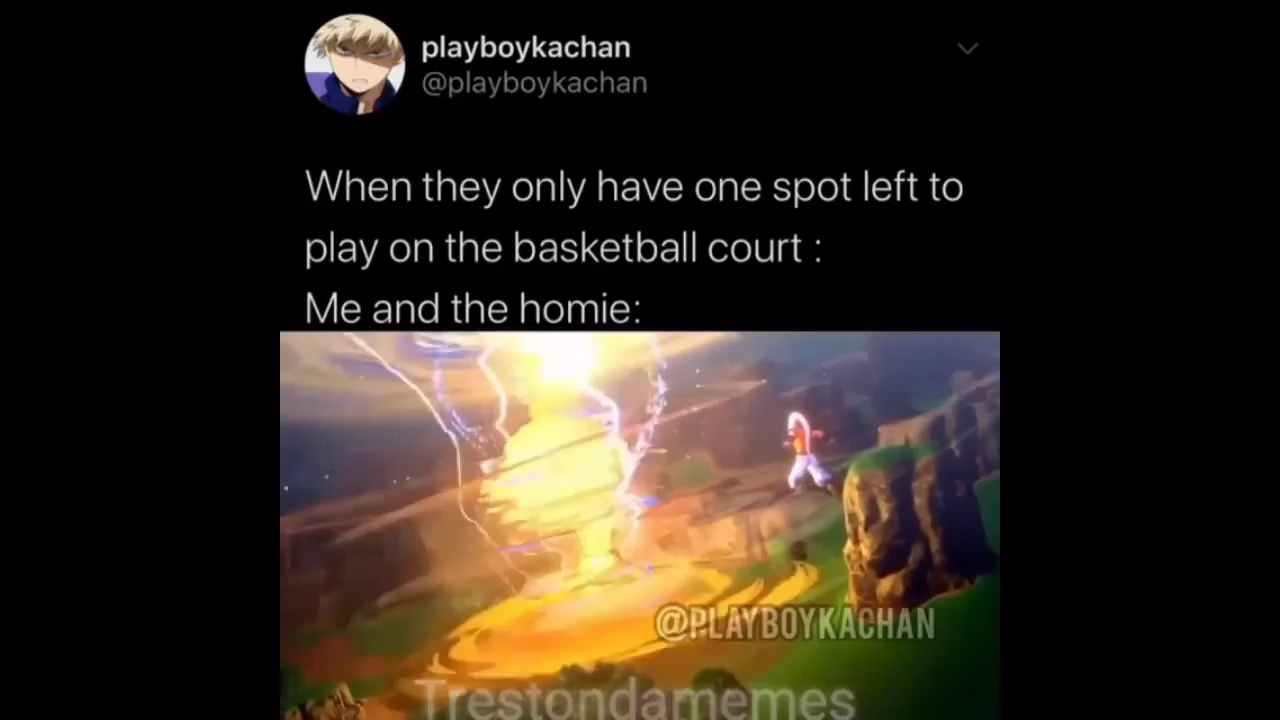 playboykachan
@playboykachan
When they only have one spot left to
play on the basketball court :
Me and the homie:
@PLAYBOYKACHAN
Trestondamemes